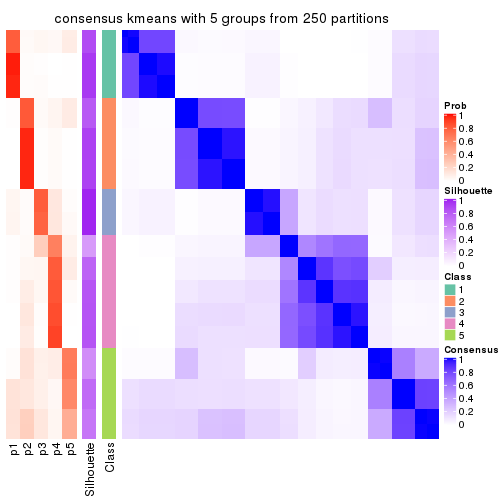 consensus kmeans with 5 groups from 250 partitions
Prob
1
0.8
0.6
0.4
0.2
0
Silhouette
1
0.8
0.6
0.4
0.2
0
Class
1
2
3
4
5
Consensus
1
0.8
0.6
0.4
0.2
0
p1
p2
p3
p4
p5
Silhouette
Class